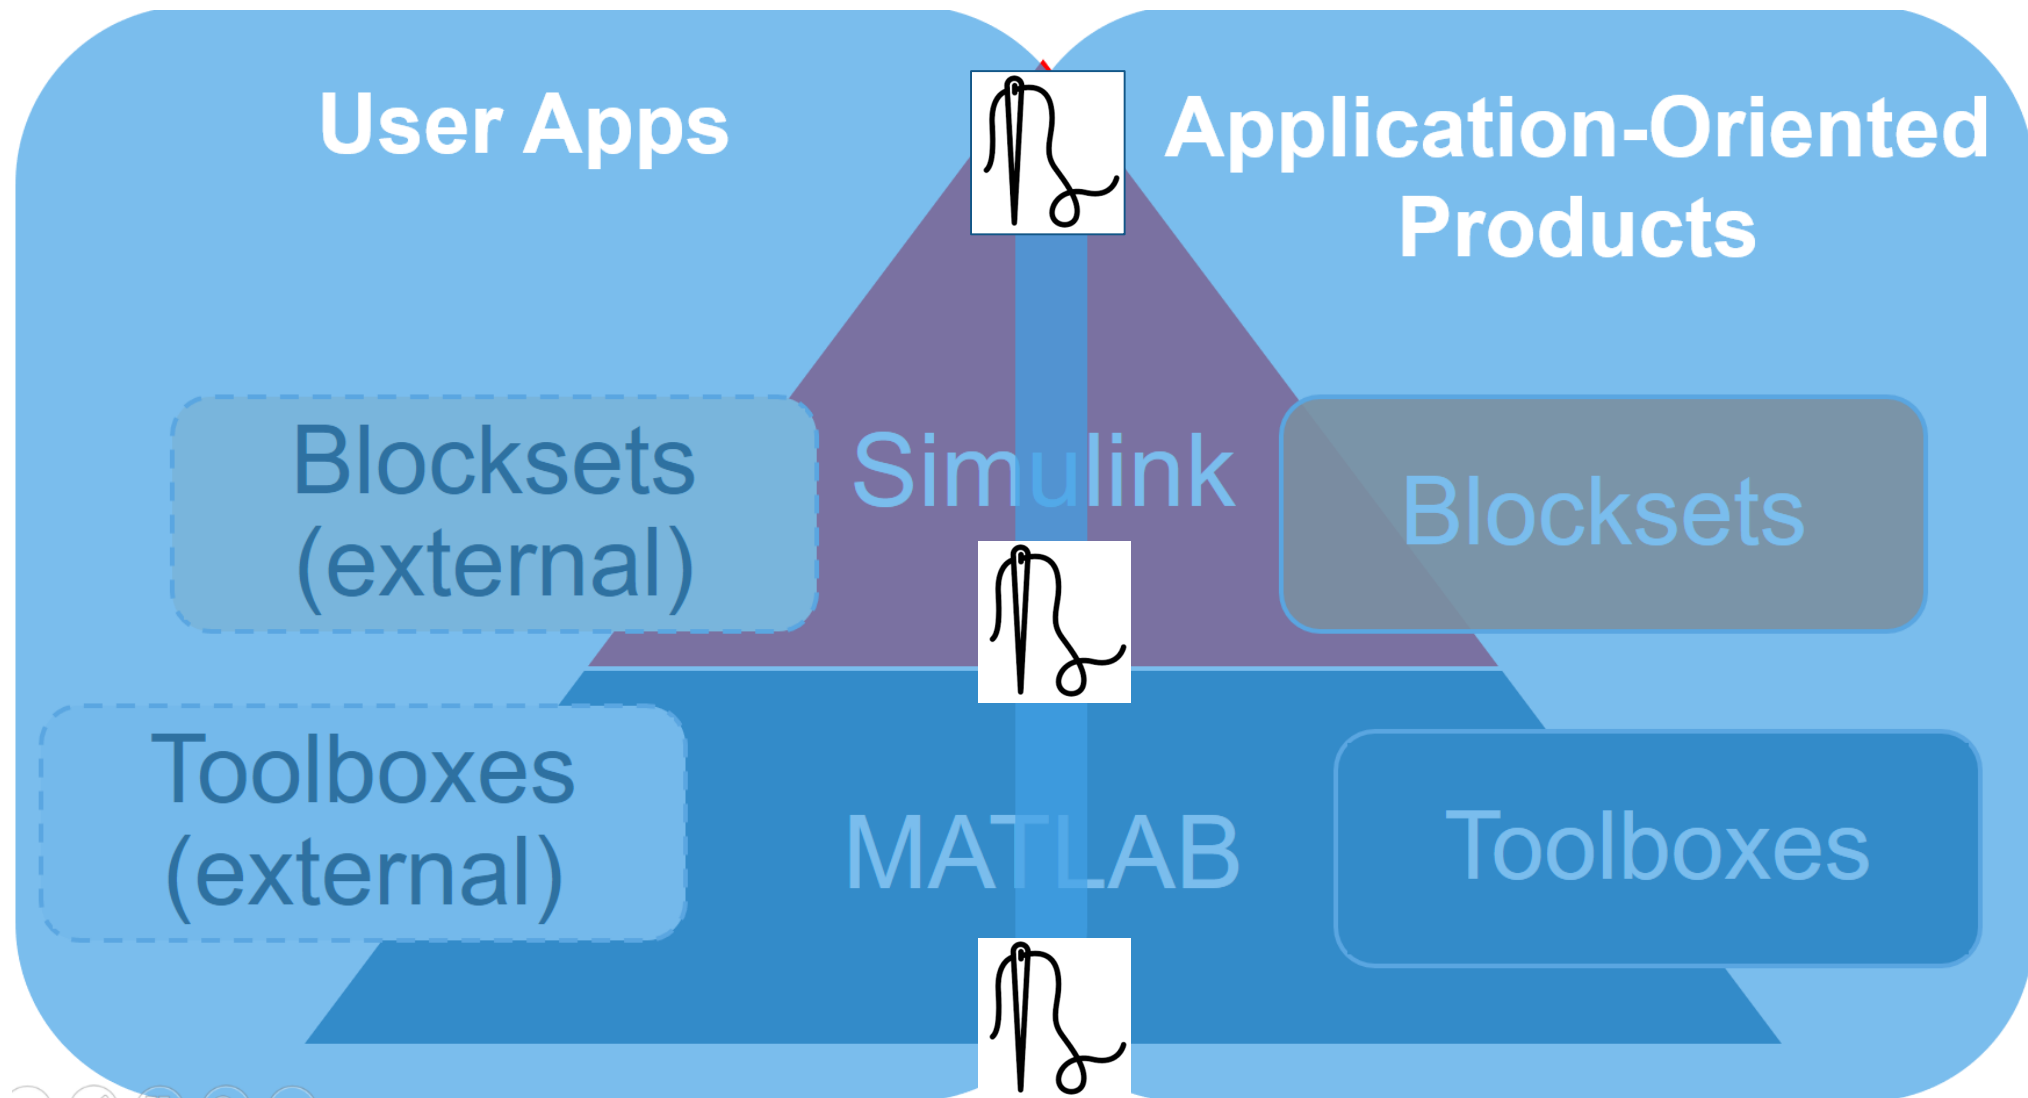 User Apps
Application-Oriented
Products
Blocksets
(external)
Simulink
Blocksets
Toolboxes
(external)
MATLAB
Toolboxes